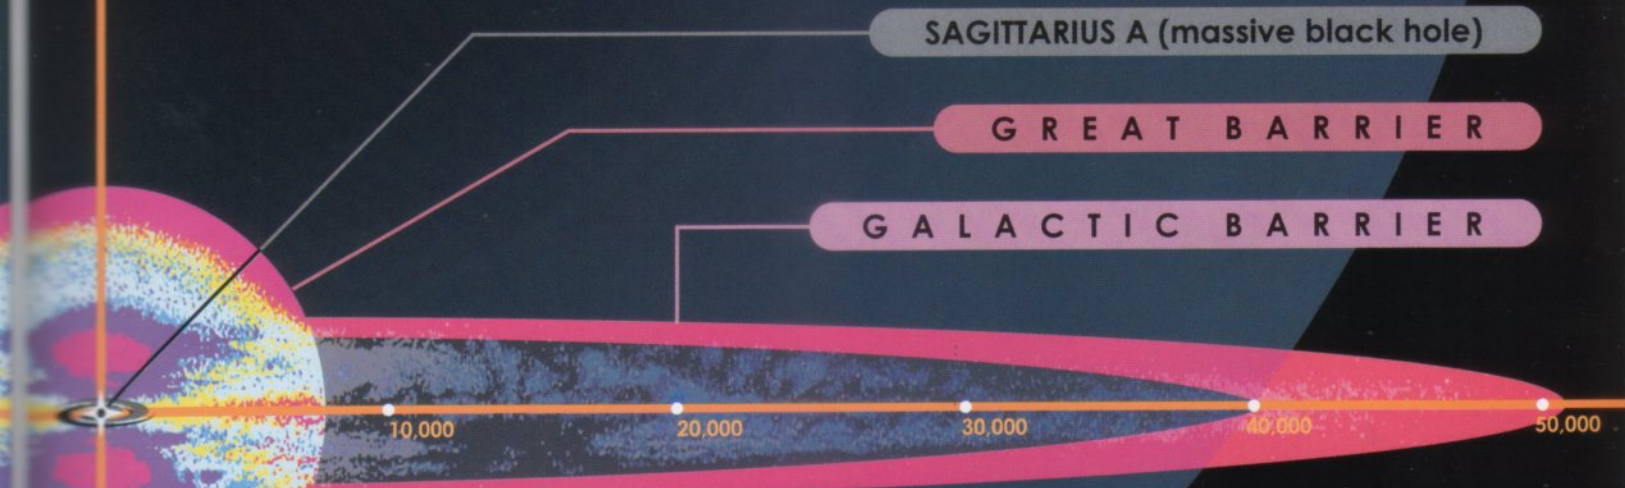 SAGITTARIUS A (massive black hole)
GREAT BARRIER
GALACTIC BARRIER
10,000
20,000
30,000
40,000
50,000